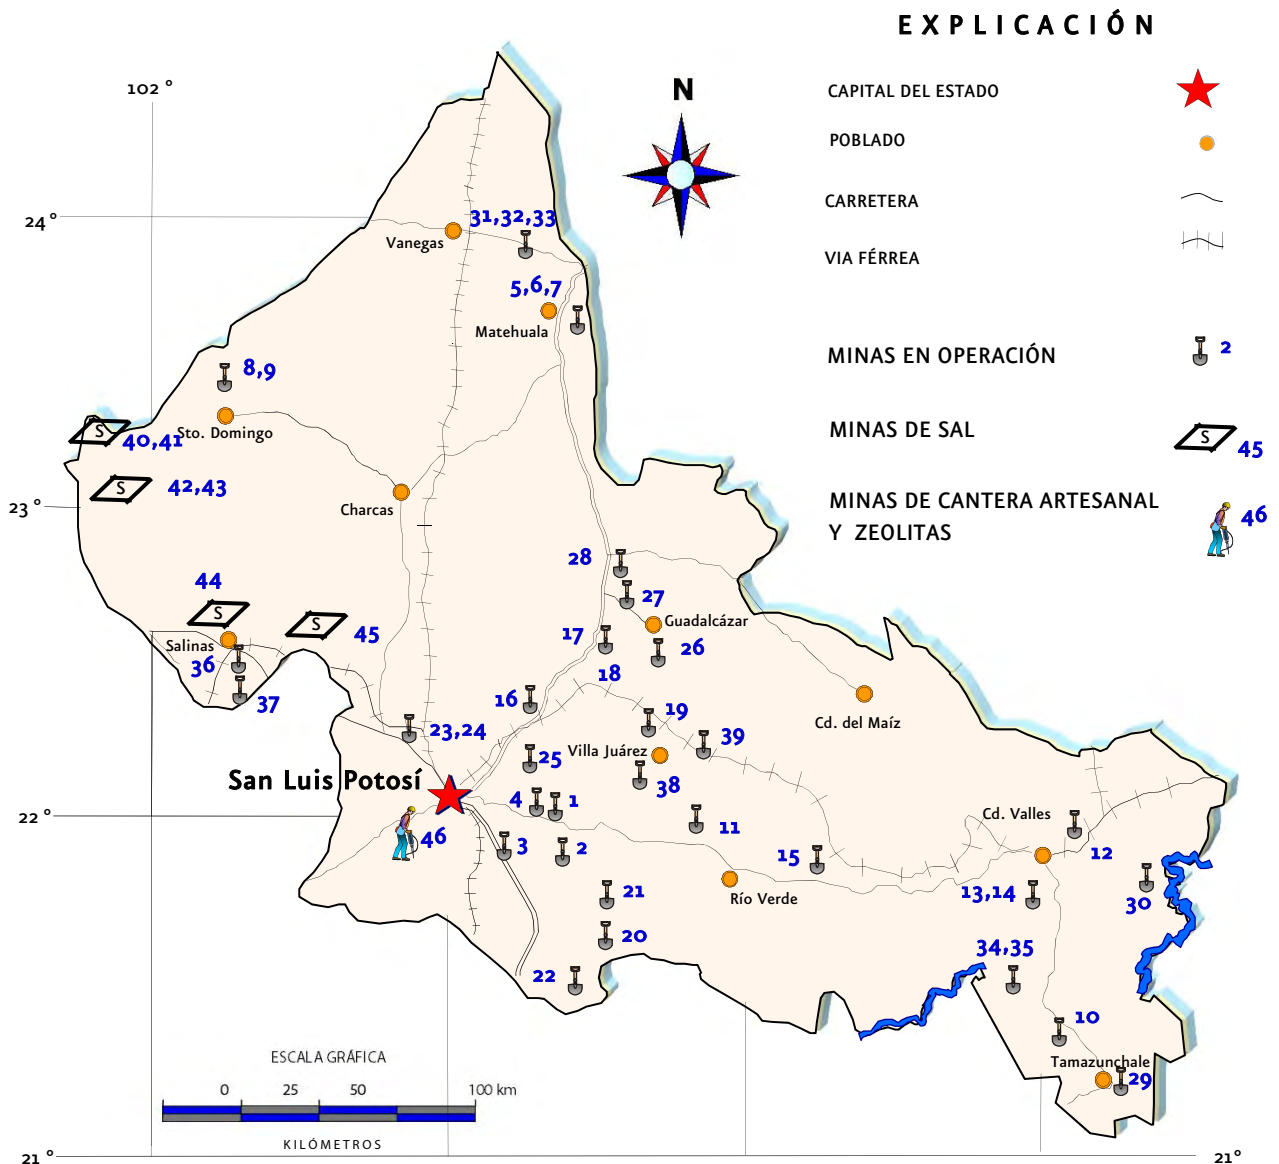 EXPLICACIÓN
CAPITAL DEL ESTADO
POBLADO
CARRETERA
VIA FÉRREA
MINAS EN OPERACIÓN
2
MINAS DE SAL
S
45
MINAS DE CANTERA ARTESANAL
Y ZEOLITAS
46
N
102 °
24 °
31,32,33
Vanegas
5,6,7
Matehuala
8,9
Sto. Domingo
S
40,41
S
42,43
23 °
Charcas
28
27
Guadalcázar
44
S
S
45
Salinas
17
26
36
37
18
16
19
Cd. del Maíz
23,24
39
Villa Juárez
25
38
San Luis Potosí
4
1
22 °
46
3
2
11
15
Cd. Valles
12
21
Río Verde
13,14
30
20
34,35
22
10
Tamazunchale
29
ESCALA GRÁFICA
0 25 50 100 km
KILÓMETROS
21 °
21°